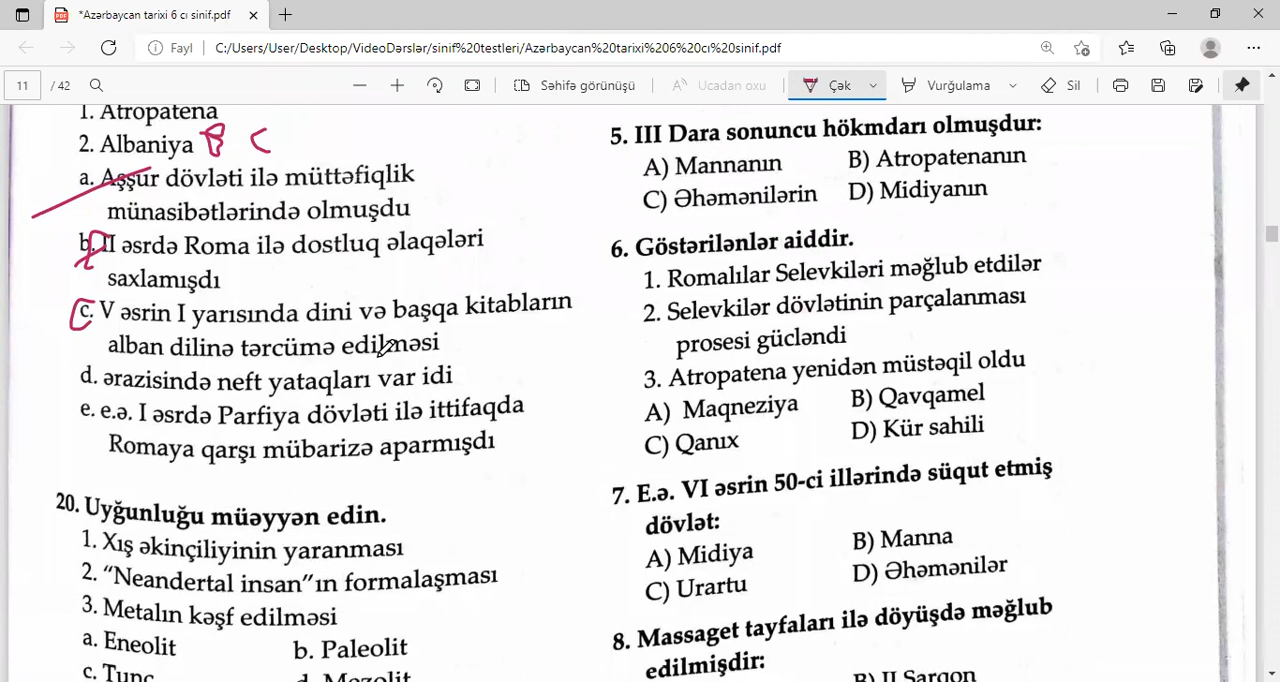 *Azərbaycan tarixi 6 cı sinif.pdf
Fayl
C:/Users/User/Desktop/VideoDərslər/sinif%20testleri/Azərbaycan%20tarixi%206%20cı%20sinif.pdf
11 / 42
Səhifə görünüşü
Ucadan oxu
Çək
Vurğulama
Sil
1. Atropatena
2. Albaniya B C
a. Aşşur dövləti ilə müttəfiqlik
münasibətlərində olmuşdu
b. II əsrdə Roma ilə dostluq əlaqələri
saxlamışdı
c. V əsrin I yarısında dini və başqa kitabların
alban dilinə tərcümə edilməsi
d. ərazisində neft yataqları var idi
e. e.ə. I əsrdə Parfiya dövləti ilə ittifaqda
Romaya qarşı mübarizə aparmışdı
20. Uyğunluğu müəyyən edin.
1. Xış əkinçiliyinin yaranması
2. “Neandertal insan”ın formalaşması
3. Metalın kəşf edilməsi
a. Eneolit b. Paleolit
c. Tunc d. Mezolit
5. III Dara sonuncu hökmdarı olmuşdur:
A) Mannanın B) Atropatenanın
C) Əhəmənilərin D) Midiyanın
6. Göstərilənlər aiddir.
1. Romalılar Selevkiləri məğlub etdilər
2. Selevkilər dövlətinin parçalanması
prosesi gücləndi
3. Atropatena yenidən müstəqil oldu
A) Maqneziya B) Qavqamel
C) Qanıx D) Kür sahili
7. E.ə. VI əsrin 50-ci illərində süqut etmiş
dövlət:
A) Midiya B) Manna
C) Urartu D) Əhəmənilər
8. Massaget tayfaları ilə döyüşdə məğlub
edilmişdir:
B) II Sarqon